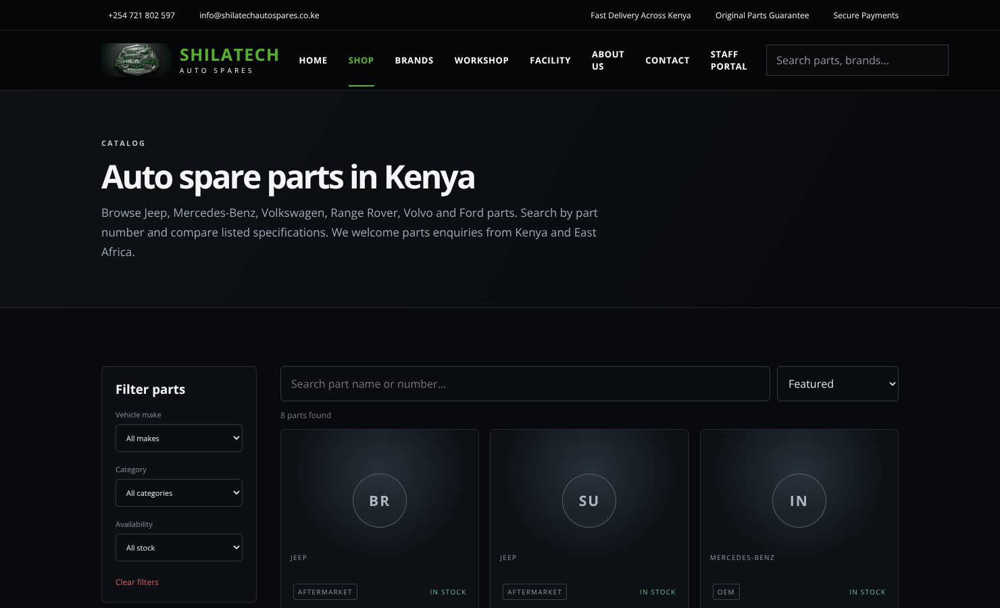 +254 721 802 597
info@shilatechautospares.co.ke
Fast Delivery Across Kenya
Original Parts Guarantee
Secure Payments
SHILATECH
AUTO SPARES
HOME
SHOP
BRANDS
WORKSHOP
FACILITY
ABOUT
US
CONTACT
STAFF
PORTAL
Search parts, brands...
CATALOG
Auto spare parts in Kenya
Browse Jeep, Mercedes-Benz, Volkswagen, Range Rover, Volvo and Ford parts. Search by part
number and compare listed specifications. We welcome parts enquiries from Kenya and East
Africa.
Filter parts
Vehicle make
All makes
Category
All categories
Availability
All stock
Clear filters
Search part name or number...
Featured
8 parts found
BR
JEEP
AFTERMARKET
IN STOCK
SU
JEEP
AFTERMARKET
IN STOCK
IN
MERCEDES-BENZ
OEM
IN STOCK